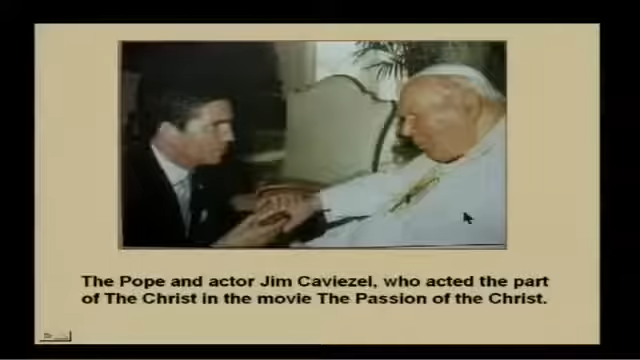 The Pope and actor Jim Caviezel, who acted the part
of The Christ in the movie The Passion of the Christ.